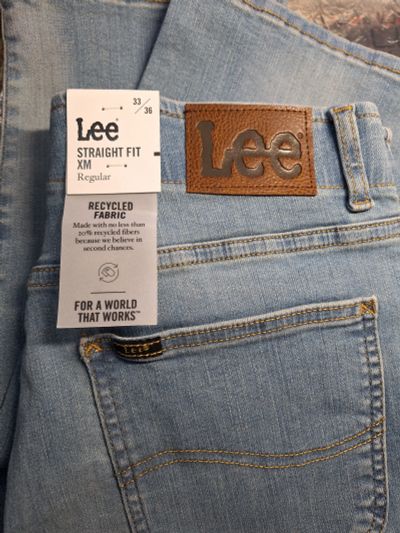 33/36
Lee®
STRAIGHT FIT
XM
Regular
RECYCLED
FABRIC
Made with no less than
20% recycled fibers
because we believe in
second chances.
FOR A WORLD
THAT WORKS™
Lee
Lee